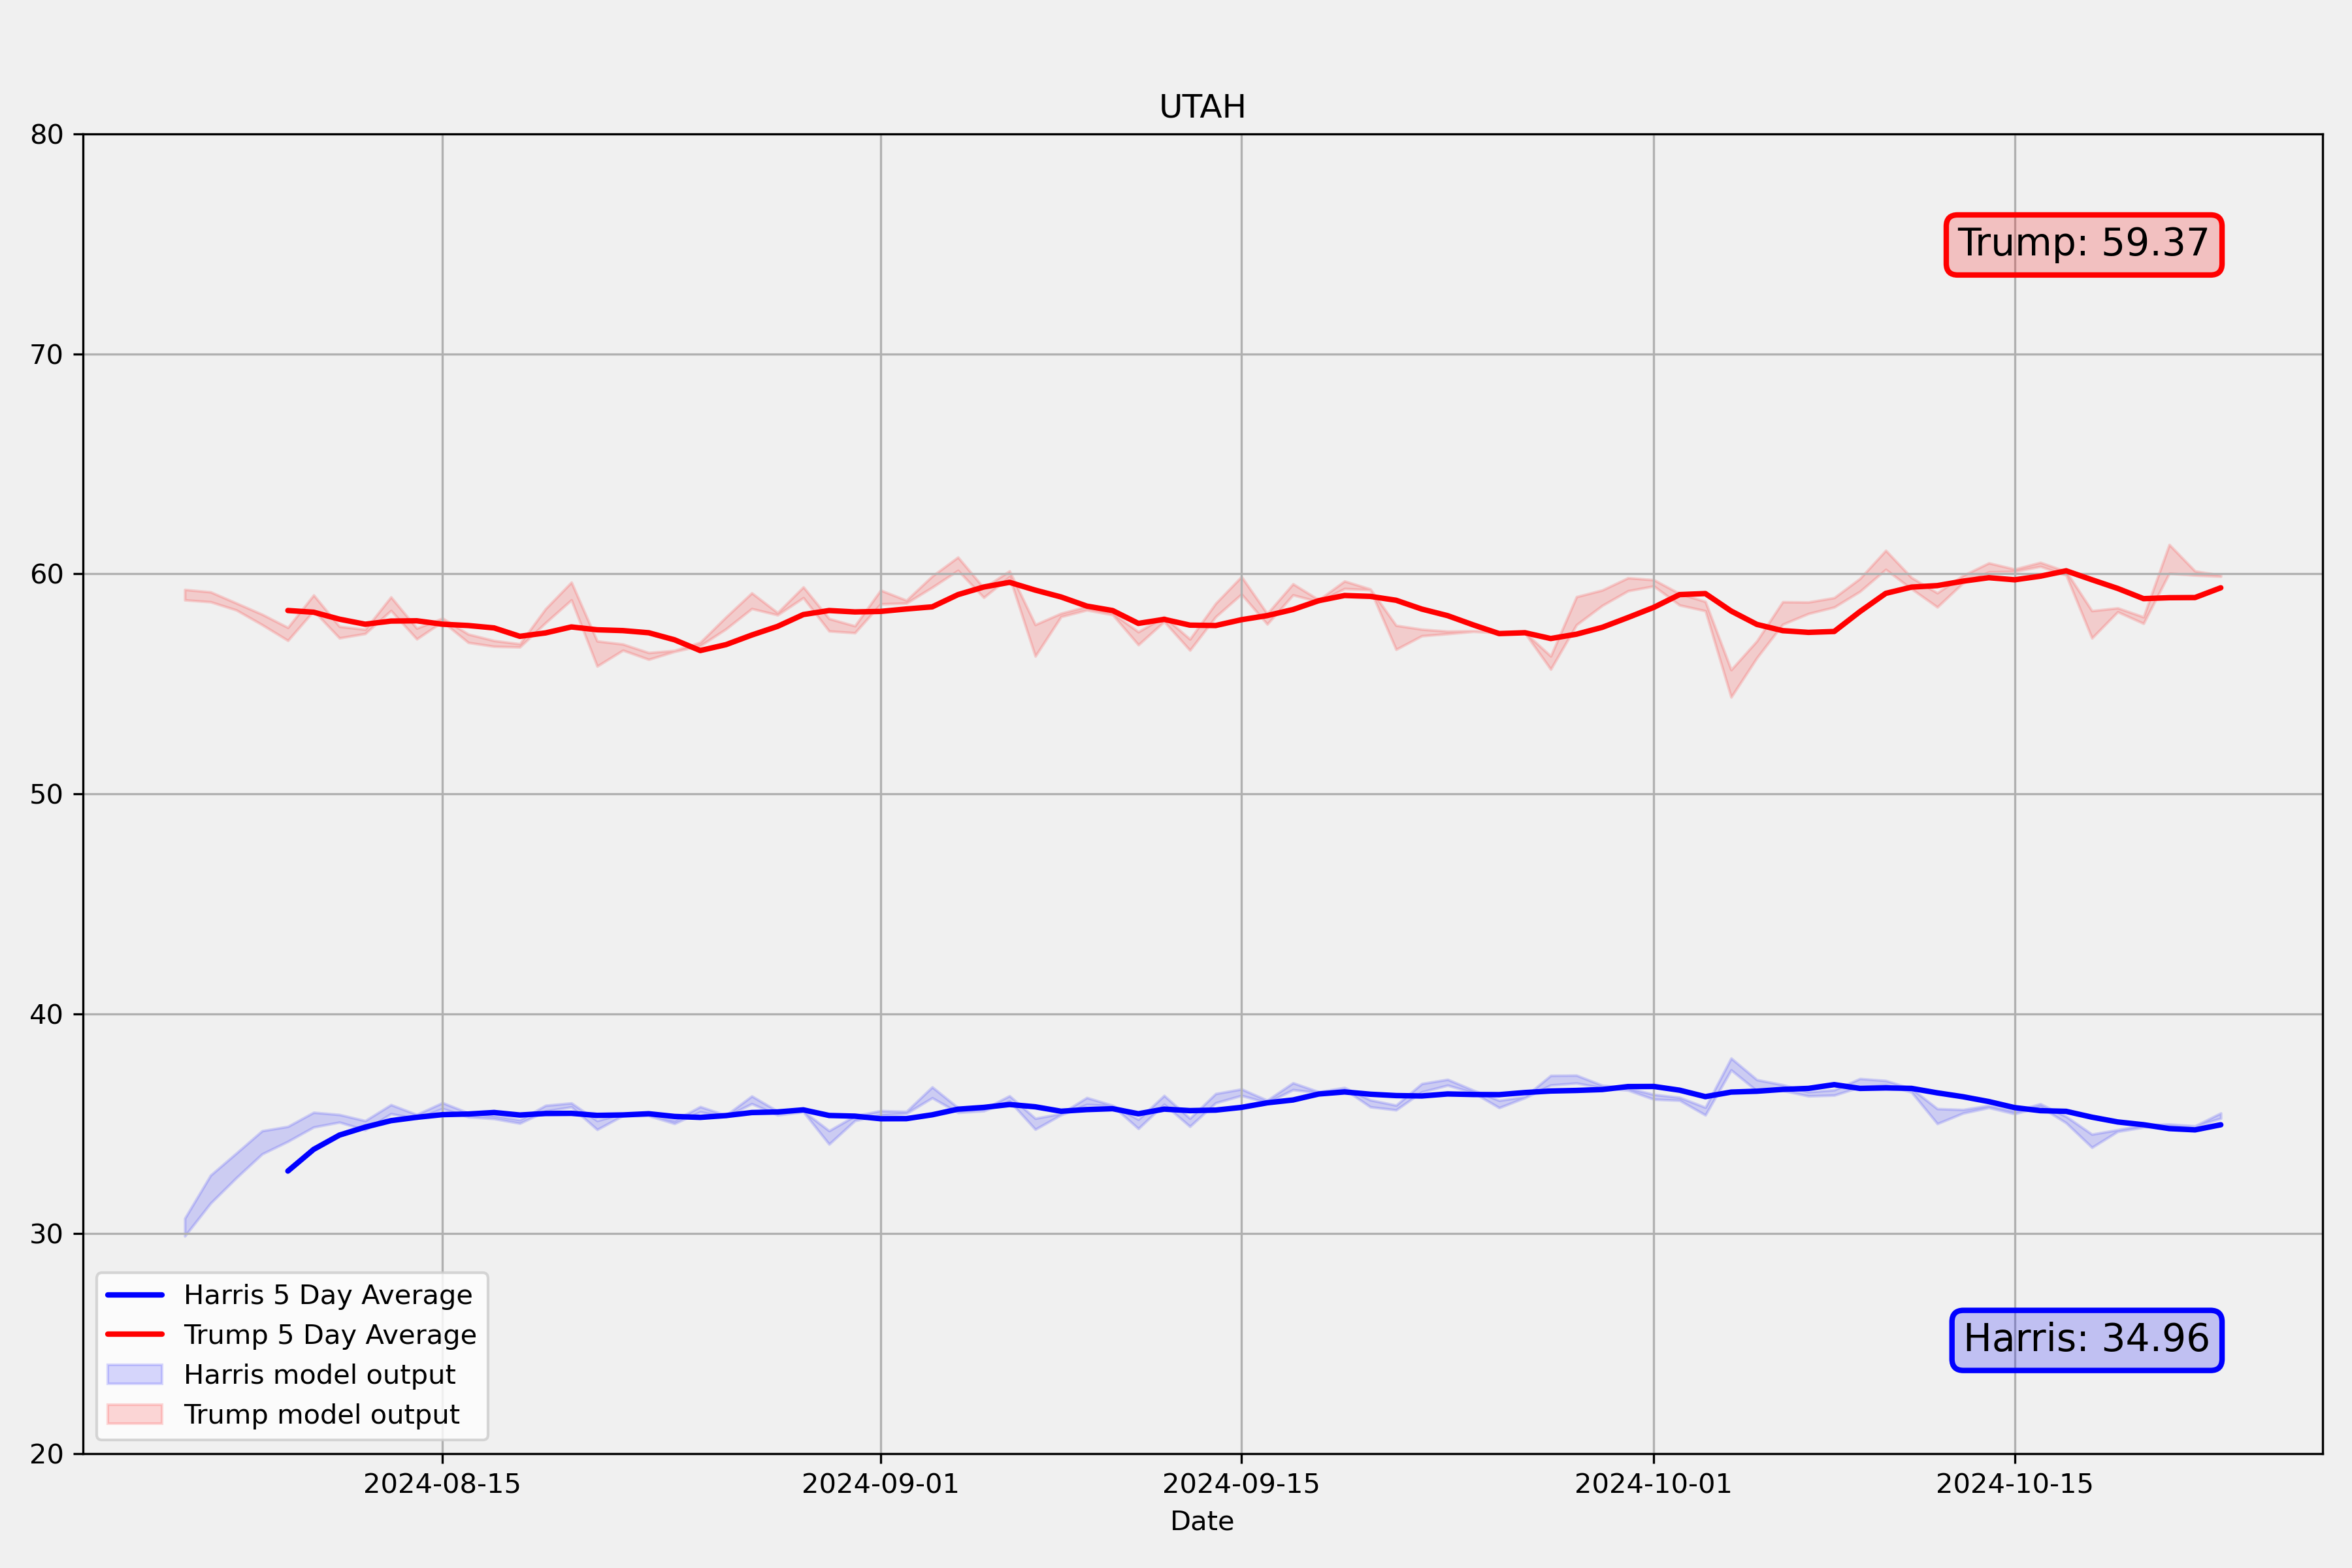 UTAH
80
70
60
50
40
30
20
Trump: 59.37
Harris: 34.96
Harris 5 Day Average
Trump 5 Day Average
Harris model output
Trump model output
2024-08-15
2024-09-01
2024-09-15
2024-10-01
2024-10-15
Date